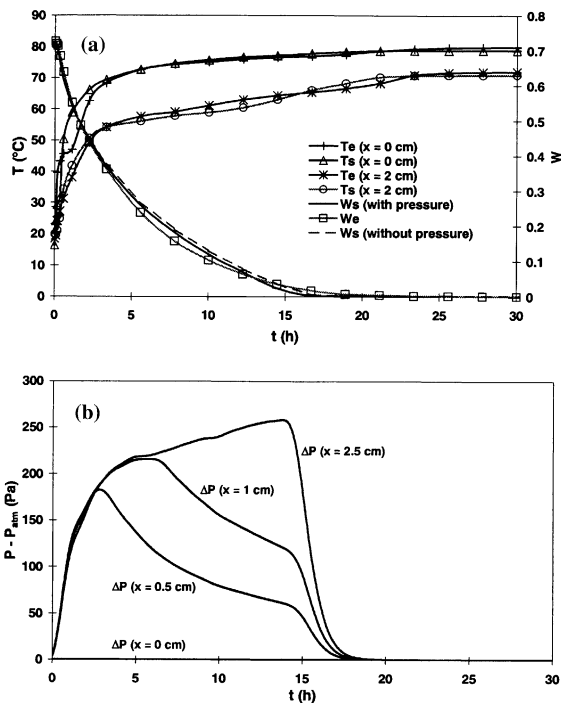 (a)
T (°C)
90
80
70
60
50
40
30
20
10
0
0.8
0.7
0.6
0.5
0.4
0.3
0.2
0.1
0
W
Te (x = 0 cm)
Ts (x = 0 cm)
Te (x = 2 cm)
Ts (x = 2 cm)
Ws (with pressure)
We
Ws (without pressure)
0 5 10 15 20 25 30
t (h)
(b)
P - Patm (Pa)
300
250
200
150
100
50
0
ΔP (x = 2.5 cm)
ΔP (x = 1 cm)
ΔP (x = 0.5 cm)
ΔP (x = 0 cm)
0 5 10 15 20 25 30
t (h)